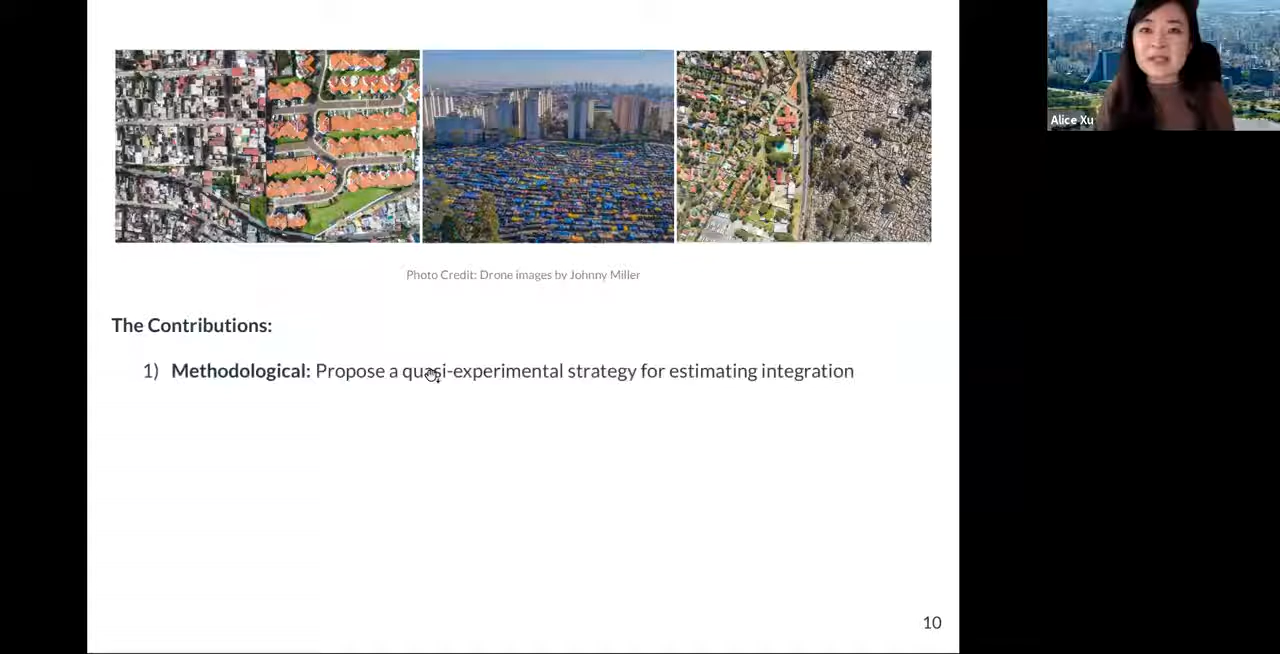 Alice Xu
Photo Credit: Drone images by Johnny Miller
The Contributions:
1) Methodological: Propose a quasi-experimental strategy for estimating integration
10